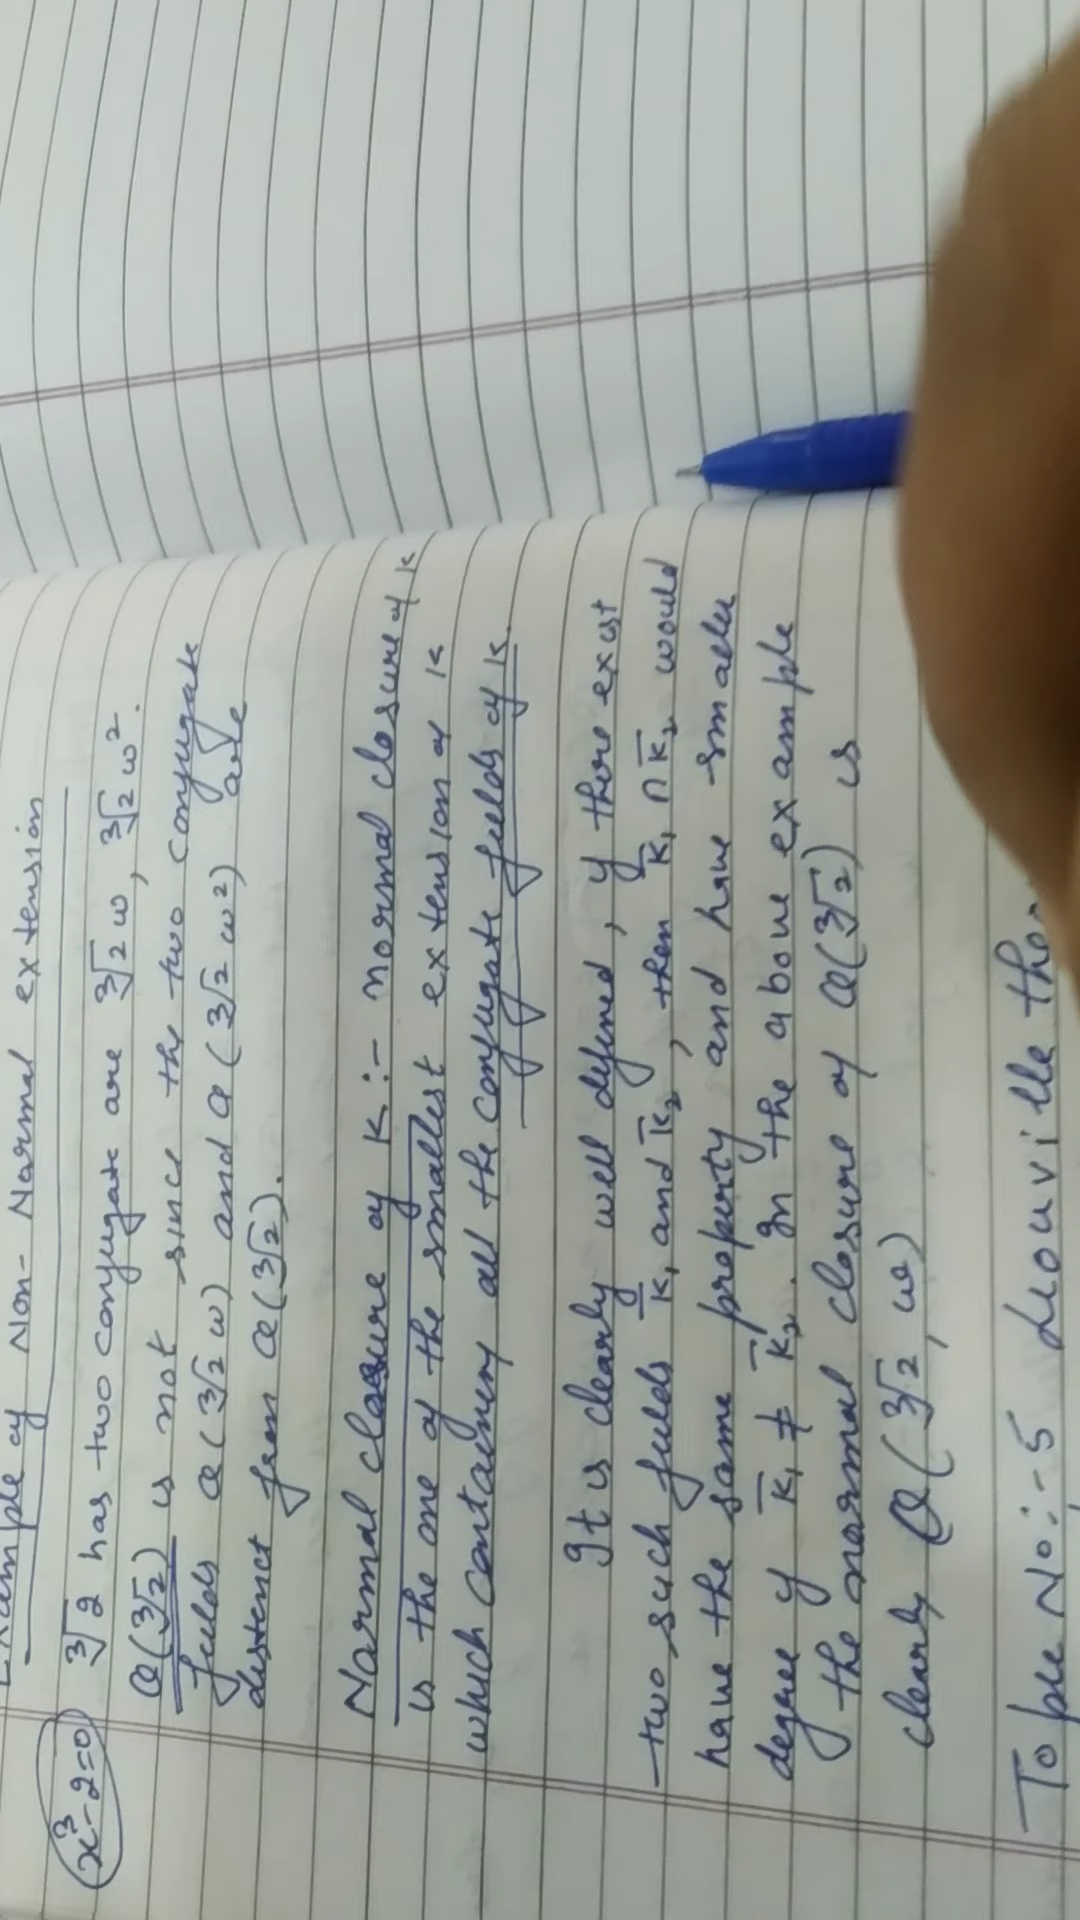 Example of Non- Normal extension
x³-2=0
∛2 has two conjugate are ∛2 ω, ∛2 ω².
Q(∛2) is not since the two conjugate
fields Q(∛2 ω) and Q(∛2 ω²) are
distinct from Q(∛2).
Normal closure of K :- normal closure of K
is the one of the smallest extension of K
which containing all the conjugate fields of K.
It is clearly well defined, if there exist
two such fields K̅₁ and K̅₂, then K̅₁ ∩ K̅₂ would
have the same property and have smaller
degree if K̅₁ ≠ K̅₂. In the above example
the normal closure of Q(∛2) is
clearly Q(∛2, ω)
Topic No:- 5 Liouville